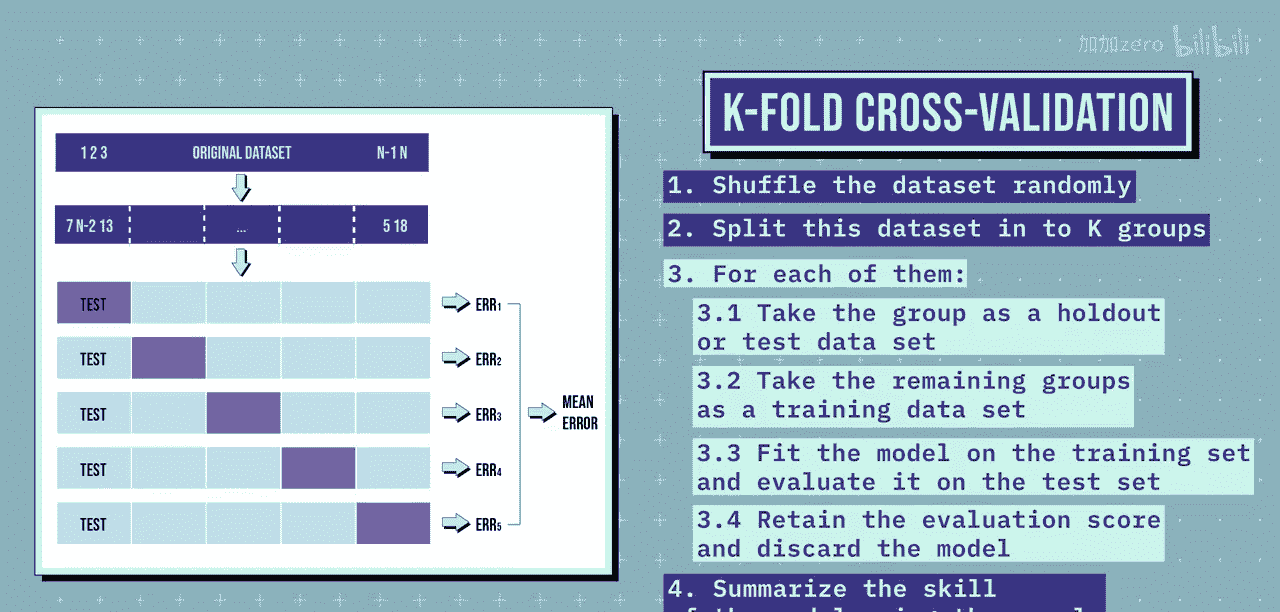 加加zero bilibili
K-FOLD CROSS-VALIDATION
1 2 3 ORIGINAL DATASET N-1 N
7 N-2 13 ... 5 18
TEST ERR1
TEST ERR2
TEST ERR3
TEST ERR4
TEST ERR5
MEAN
ERROR
1. Shuffle the dataset randomly
2. Split this dataset in to K groups
3. For each of them:
3.1 Take the group as a holdout
or test data set
3.2 Take the remaining groups
as a training data set
3.3 Fit the model on the training set
and evaluate it on the test set
3.4 Retain the evaluation score
and discard the model
4. Summarize the skill